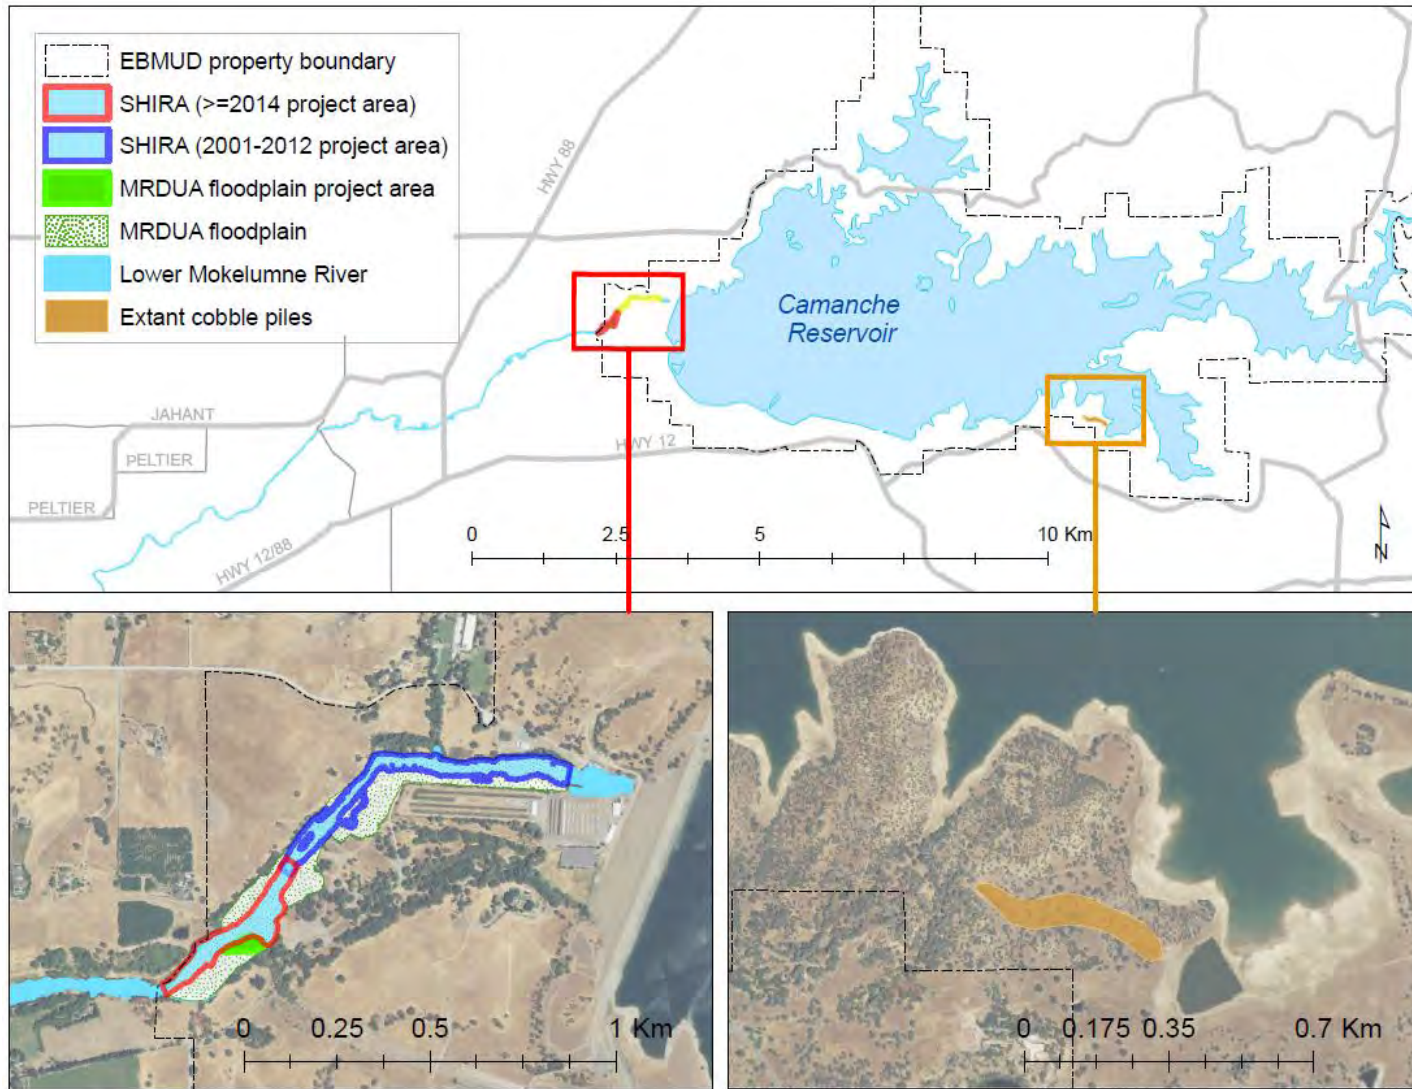 EBMUD property boundary
SHIRA (>=2014 project area)
SHIRA (2001-2012 project area)
MRDUA floodplain project area
MRDUA floodplain
Lower Mokelumne River
Extant cobble piles
HWY 88
Camanche
Reservoir
JAHANT
PELTIER
PELTIER
HWY 12
HWY 12/88
0 2.5 5 10 Km
N
0 0.25 0.5 1 Km
0 0.175 0.35 0.7 Km